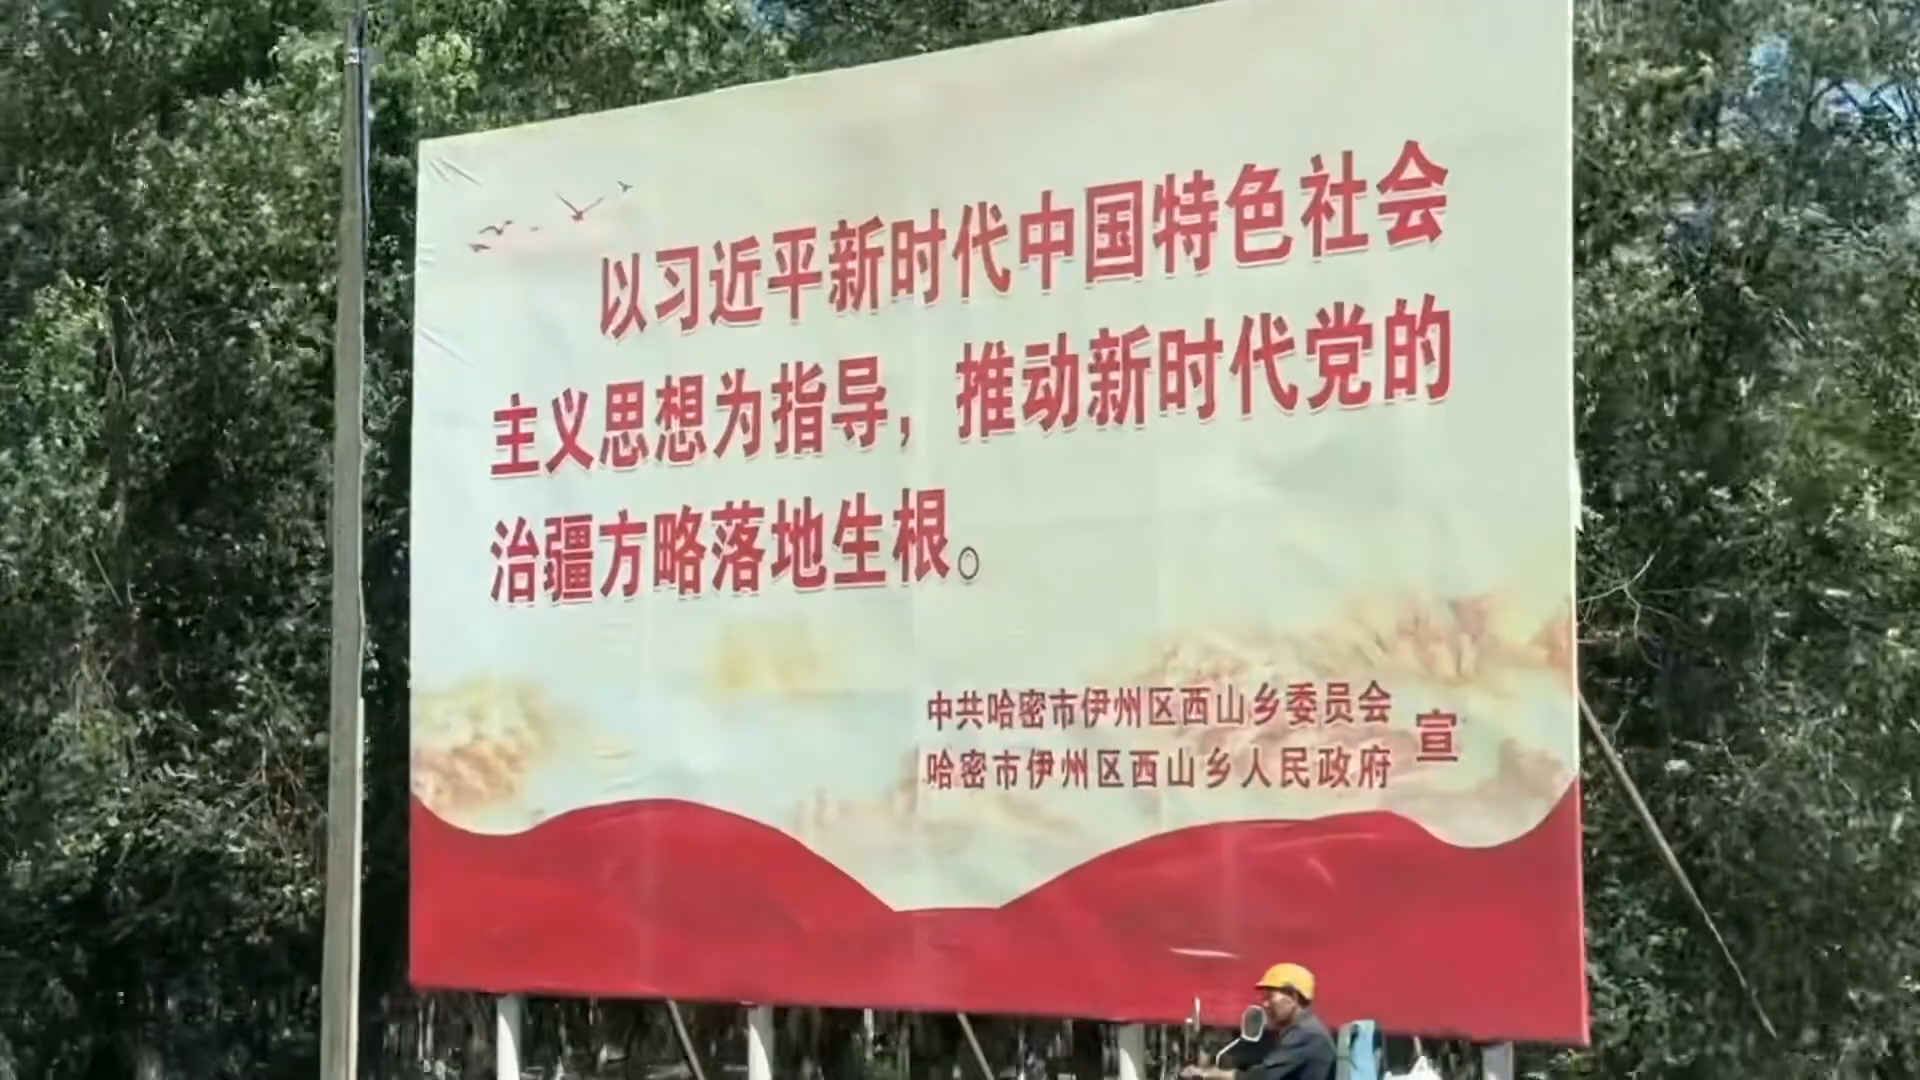 以习近平新时代中国特色社会
主义思想为指导，推动新时代党的
治疆方略落地生根。
中共哈密市伊州区西山乡委员会
哈密市伊州区西山乡人民政府
宣